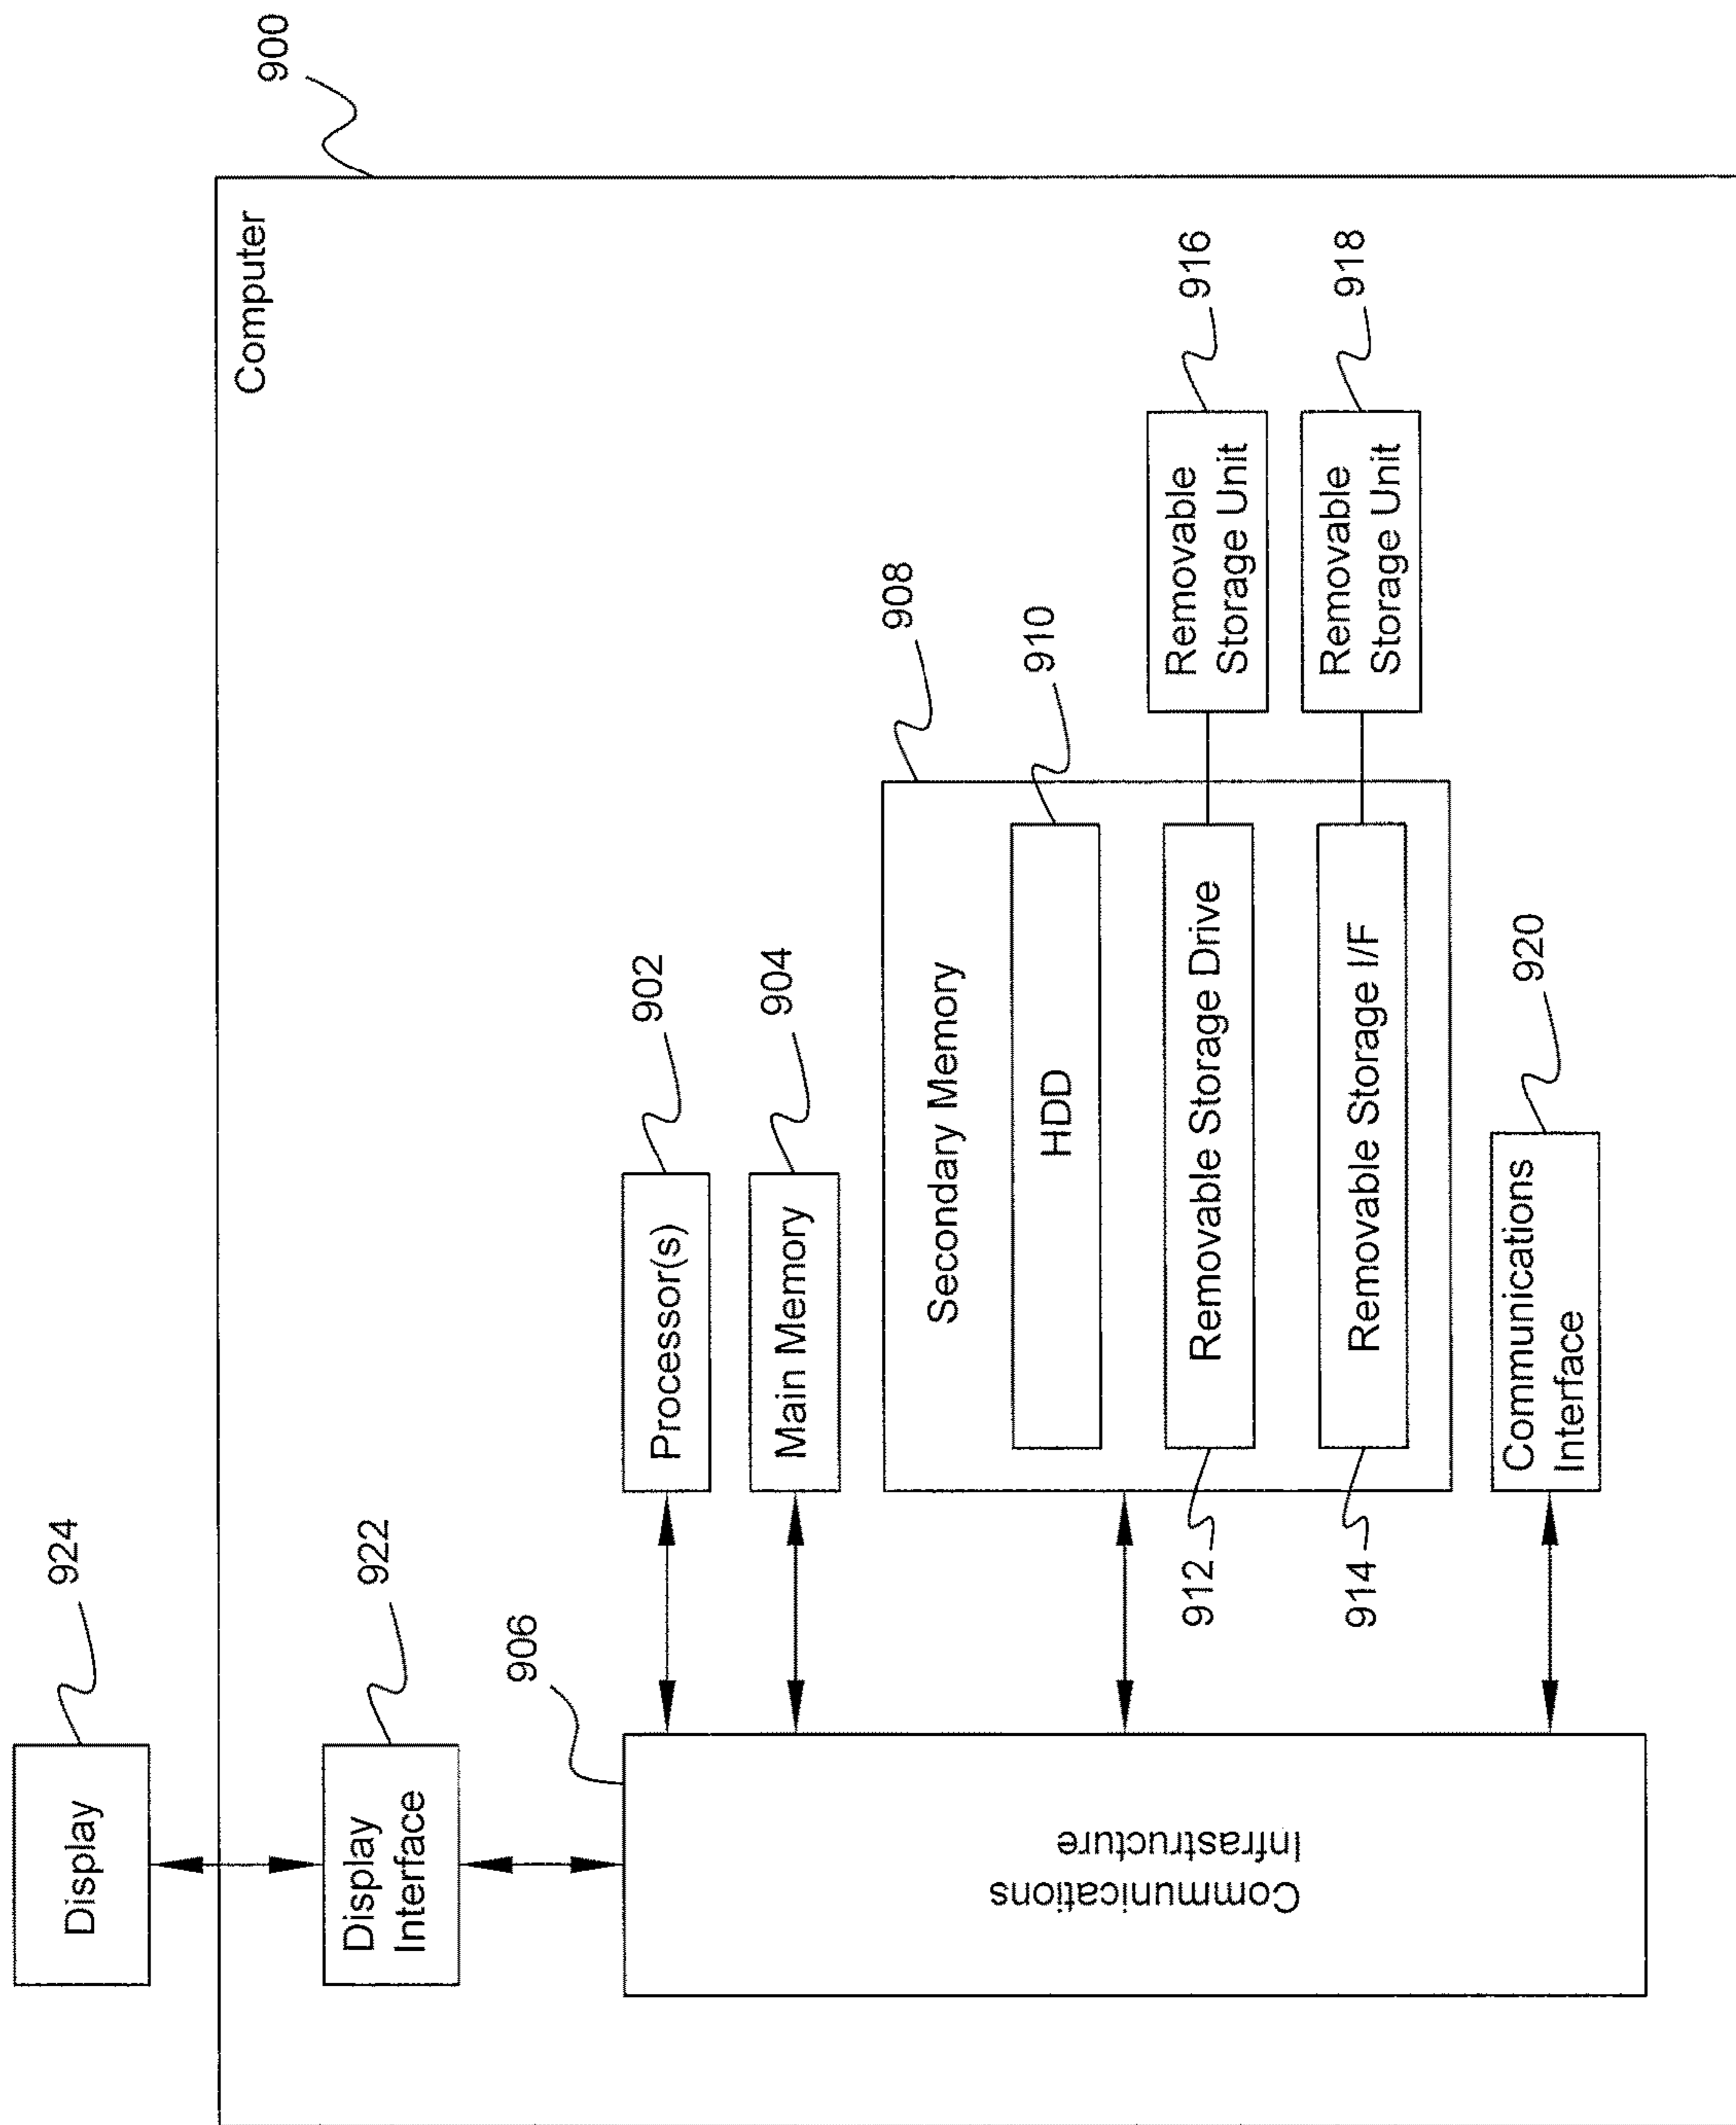 900
Computer
924
Display
922
Display
Interface
906
Communications
Infrastructure
902
Processor(s)
904
Main Memory
908
Secondary Memory
910
HDD
912
Removable Storage Drive
916
Removable
Storage Unit
914
Removable Storage I/F
918
Removable
Storage Unit
920
Communications
Interface